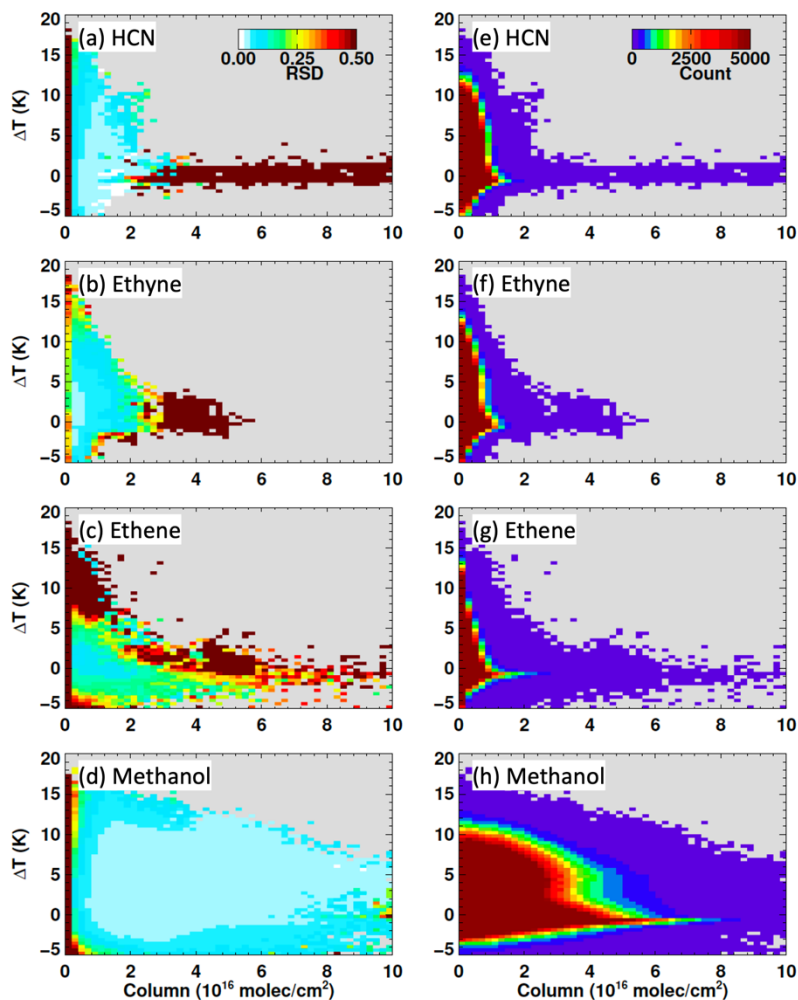 (a) HCN
0.00 0.25 0.50
RSD
ΔT (K)
20
15
10
5
0
−5
0 2 4 6 8 10
(e) HCN
0 2500 5000
Count
20
15
10
5
0
−5
0 2 4 6 8 10
(b) Ethyne
ΔT (K)
20
15
10
5
0
−5
0 2 4 6 8 10
(f) Ethyne
20
15
10
5
0
−5
0 2 4 6 8 10
(c) Ethene
ΔT (K)
20
15
10
5
0
−5
0 2 4 6 8 10
(g) Ethene
20
15
10
5
0
−5
0 2 4 6 8 10
(d) Methanol
ΔT (K)
20
15
10
5
0
−5
0 2 4 6 8 10
Column (10¹⁶ molec/cm²)
(h) Methanol
20
15
10
5
0
−5
0 2 4 6 8 10
Column (10¹⁶ molec/cm²)